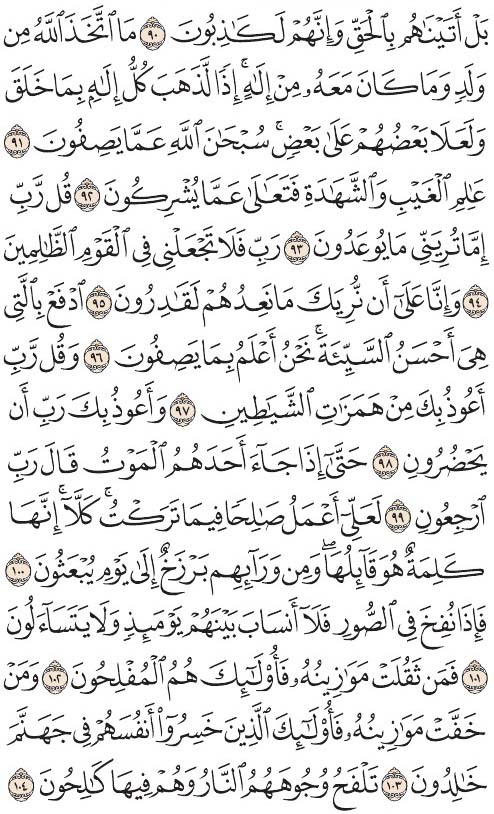 بَلْ أَتَيْنَٰهُم بِٱلْحَقِّ وَإِنَّهُمْ لَكَٰذِبُونَ ٩٠ مَا ٱتَّخَذَ ٱللَّهُ مِن
وَلَدٍ وَمَا كَانَ مَعَهُۥ مِنْ إِلَٰهٍ ۚ إِذًا لَّذَهَبَ كُلُّ إِلَٰهٍۭ بِمَا خَلَقَ
وَلَعَلَا بَعْضُهُمْ عَلَىٰ بَعْضٍ ۚ سُبْحَٰنَ ٱللَّهِ عَمَّا يَصِفُونَ ٩١
عَٰلِمِ ٱلْغَيْبِ وَٱلشَّهَٰدَةِ فَتَعَٰلَىٰ عَمَّا يُشْرِكُونَ ٩٢ قُل رَّبِّ
إِمَّا تُرِيَنِّي مَا يُوعَدُونَ ٩٣ رَبِّ فَلَا تَجْعَلْنِي فِي ٱلْقَوْمِ ٱلظَّٰلِمِينَ
٩٤ وَإِنَّا عَلَىٰٓ أَن نُّرِيَكَ مَا نَعِدُهُمْ لَقَٰدِرُونَ ٩٥ ٱدْفَعْ بِٱلَّتِي
هِيَ أَحْسَنُ ٱلسَّيِّئَةَ ۚ نَحْنُ أَعْلَمُ بِمَا يَصِفُونَ ٩٦ وَقُل رَّبِّ
أَعُوذُ بِكَ مِنْ هَمَزَٰتِ ٱلشَّيَٰطِينِ ٩٧ وَأَعُوذُ بِكَ رَبِّ أَن
يَحْضُرُونِ ٩٨ حَتَّىٰٓ إِذَا جَآءَ أَحَدَهُمُ ٱلْمَوْتُ قَالَ رَبِّ
ٱرْجِعُونِ ٩٩ لَعَلِّيٓ أَعْمَلُ صَٰلِحًا فِيمَا تَرَكْتُ ۚ كَلَّآ ۚ إِنَّهَا
كَلِمَةٌ هُوَ قَآئِلُهَا ۖ وَمِن وَرَآئِهِم بَرْزَخٌ إِلَىٰ يَوْمِ يُبْعَثُونَ ١٠٠
فَإِذَا نُفِخَ فِي ٱلصُّورِ فَلَآ أَنسَابَ بَيْنَهُمْ يَوْمَئِذٍ وَلَا يَتَسَآءَلُونَ
١٠١ فَمَن ثَقُلَتْ مَوَٰزِينُهُۥ فَأُو۟لَٰٓئِكَ هُمُ ٱلْمُفْلِحُونَ ١٠٢ وَمَنْ
خَفَّتْ مَوَٰزِينُهُۥ فَأُو۟لَٰٓئِكَ ٱلَّذِينَ خَسِرُوٓا۟ أَنفُسَهُمْ فِي جَهَنَّمَ
خَٰلِدُونَ ١٠٣ تَلْفَحُ وُجُوهَهُمُ ٱلنَّارُ وَهُمْ فِيهَا كَٰلِحُونَ ١٠٤